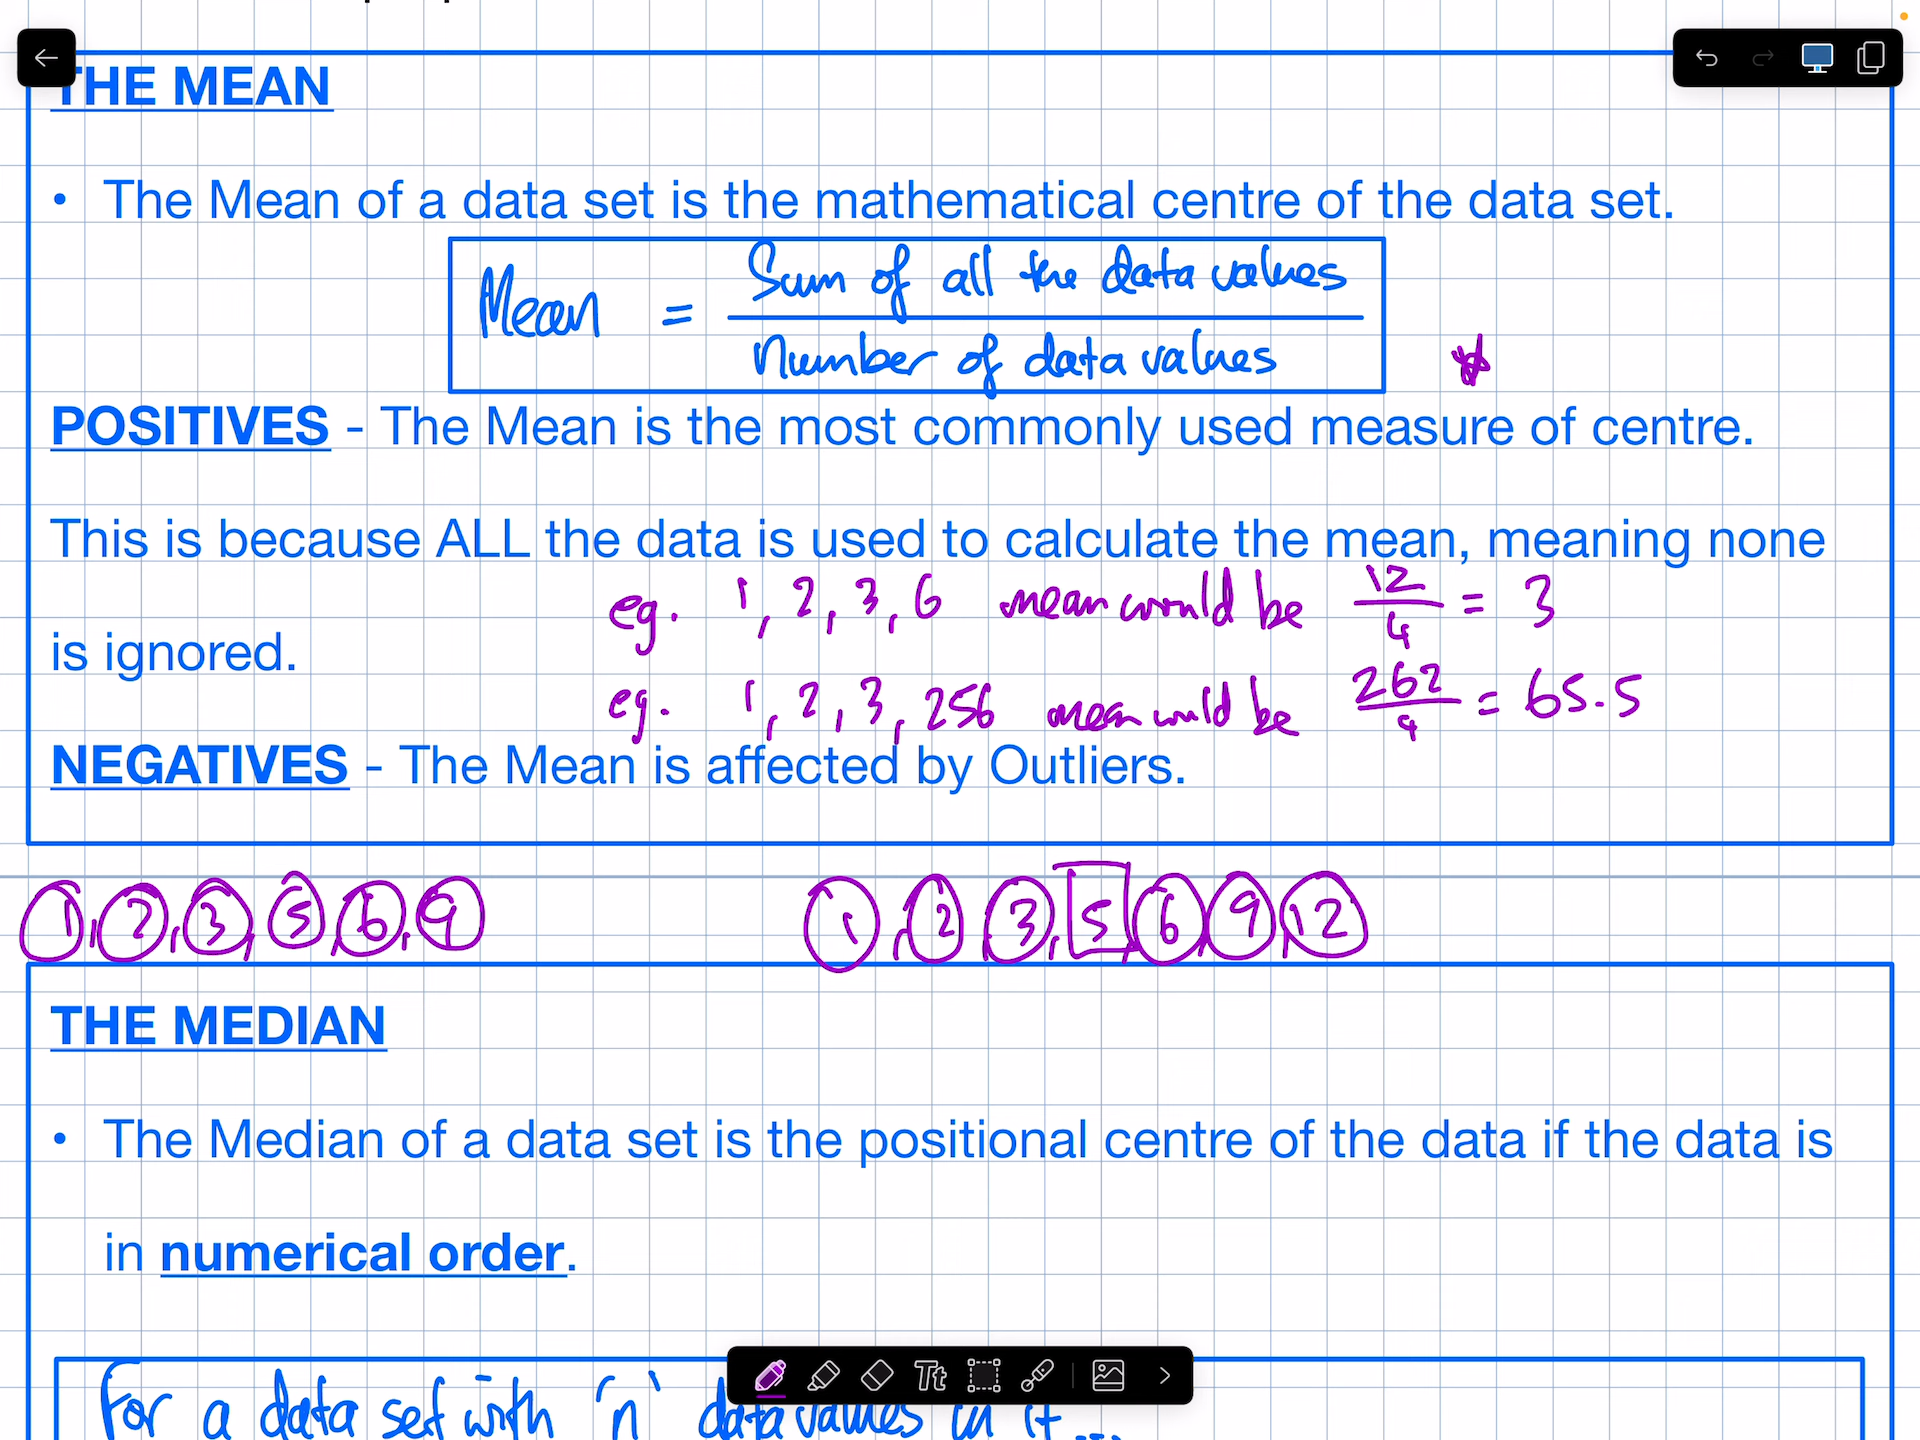 THE MEAN
• The Mean of a data set is the mathematical centre of the data set.
Mean = Sum of all the data values
Number of data values
POSITIVES - The Mean is the most commonly used measure of centre.
This is because ALL the data is used to calculate the mean, meaning none
eg. 1, 2, 3, 6 mean would be 12/4 = 3
is ignored.
eg. 1, 2, 3, 256 mean would be 262/4 = 65.5
NEGATIVES - The Mean is affected by Outliers.
1, 2, 3, 5, 6, 9 1, 2, 3, 5, 6, 9, 12
THE MEDIAN
• The Median of a data set is the positional centre of the data if the data is
in numerical order.
Tt
For a data set with 'n' data values in it ...